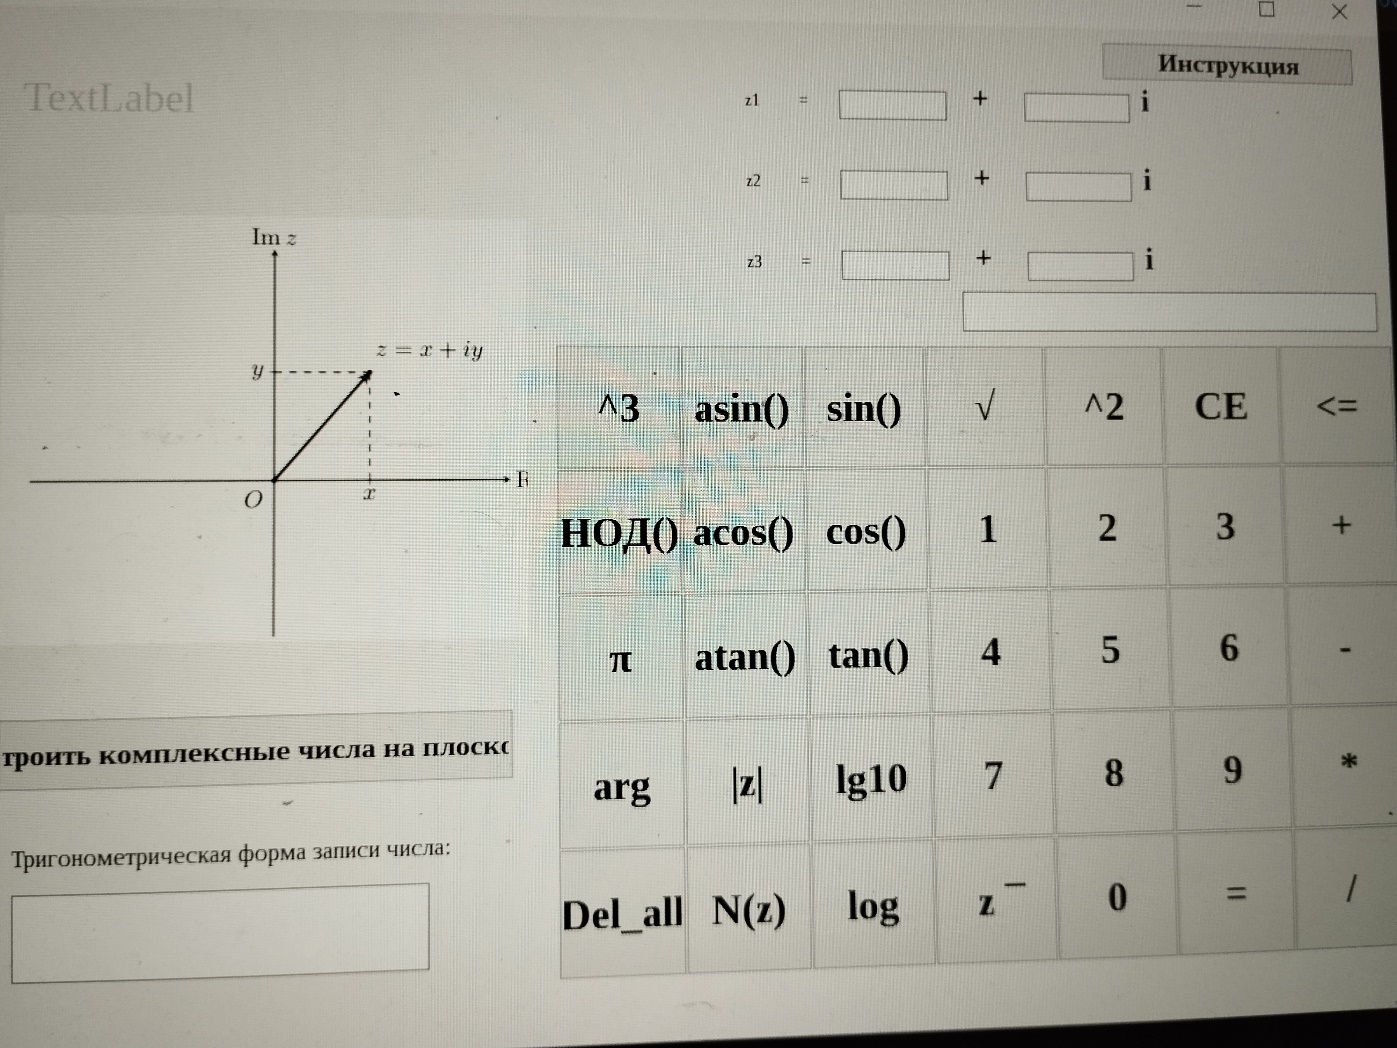 Инструкция
TextLabel
z1 = + i
z2 = + i
z3 = + i
Im z
z = x + iy
y
O
x
^3 asin() sin() √ ^2 CE <=
НОД() acos() cos() 1 2 3 +
π atan() tan() 4 5 6 -
arg |z| lg10 7 8 9 *
Del_all N(z) log z¯ 0 = /
троить комплексные числа на плоско
Тригонометрическая форма записи числа: